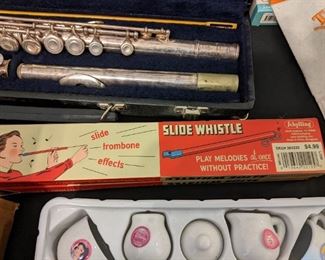 slide
trombone
effects
SLIDE WHISTLE
PLAY MELODIES at once
WITHOUT PRACTICE!
Schylling
$4.99